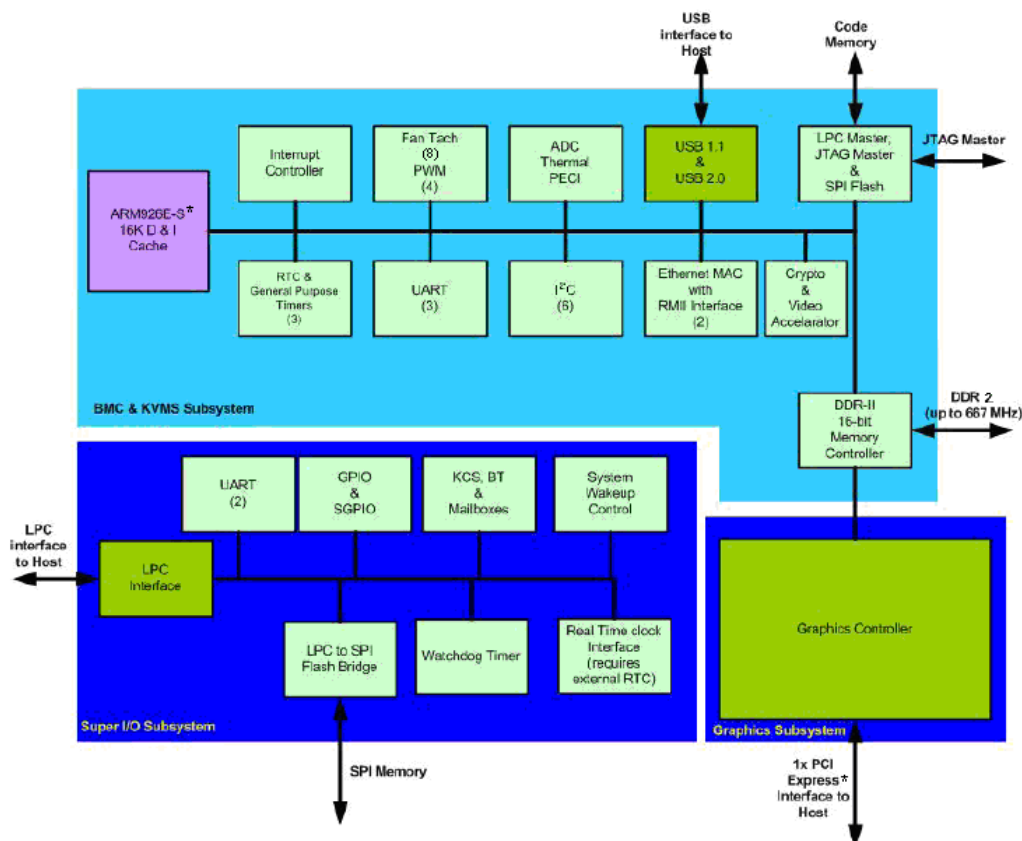 USB
interface to
Host
Code
Memory
Interrupt
Controller
Fan Tach
(8)
PWM
(4)
ADC
Thermal
PECI
USB 1.1
&
USB 2.0
LPC Master,
JTAG Master
&
SPI Flash
JTAG Master
ARM926E-S*
16K D & I
Cache
RTC &
General Purpose
Timers
(3)
UART
(3)
I²C
(6)
Ethernet MAC
with
RMII Interface
(2)
Crypto
&
Video
Accelarator
BMC & KVMS Subsystem
DDR-II
16-bit
Memory
Controller
DDR 2
(up to 667 MHz)
UART
(2)
GPIO
&
SGPIO
KCS, BT
&
Mailboxes
System
Wakeup
Control
LPC
interface
to Host
LPC
Interface
LPC to SPI
Flash Bridge
Watchdog Timer
Real Time clock
Interface
(requires
external RTC)
Super I/O Subsystem
Graphics Controller
Graphics Subsystem
SPI Memory
1x PCI
Express*
Interface to
Host